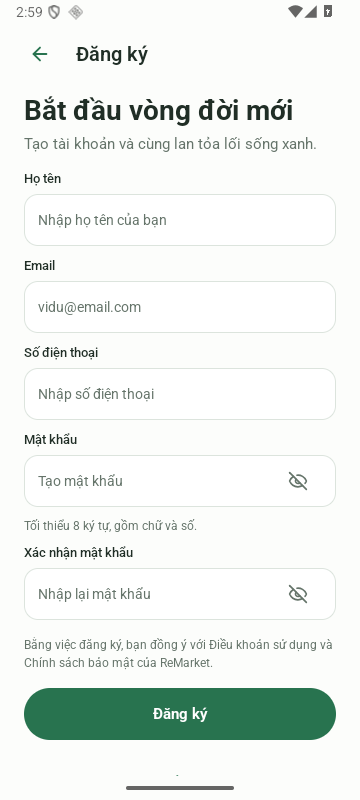 2:59
Đăng ký
Bắt đầu vòng đời mới
Tạo tài khoản và cùng lan tỏa lối sống xanh.
Họ tên
Nhập họ tên của bạn
Email
vidu@email.com
Số điện thoại
Nhập số điện thoại
Mật khẩu
Tạo mật khẩu
Tối thiểu 8 ký tự, gồm chữ và số.
Xác nhận mật khẩu
Nhập lại mật khẩu
Bằng việc đăng ký, bạn đồng ý với Điều khoản sử dụng và
Chính sách bảo mật của ReMarket.
Đăng ký